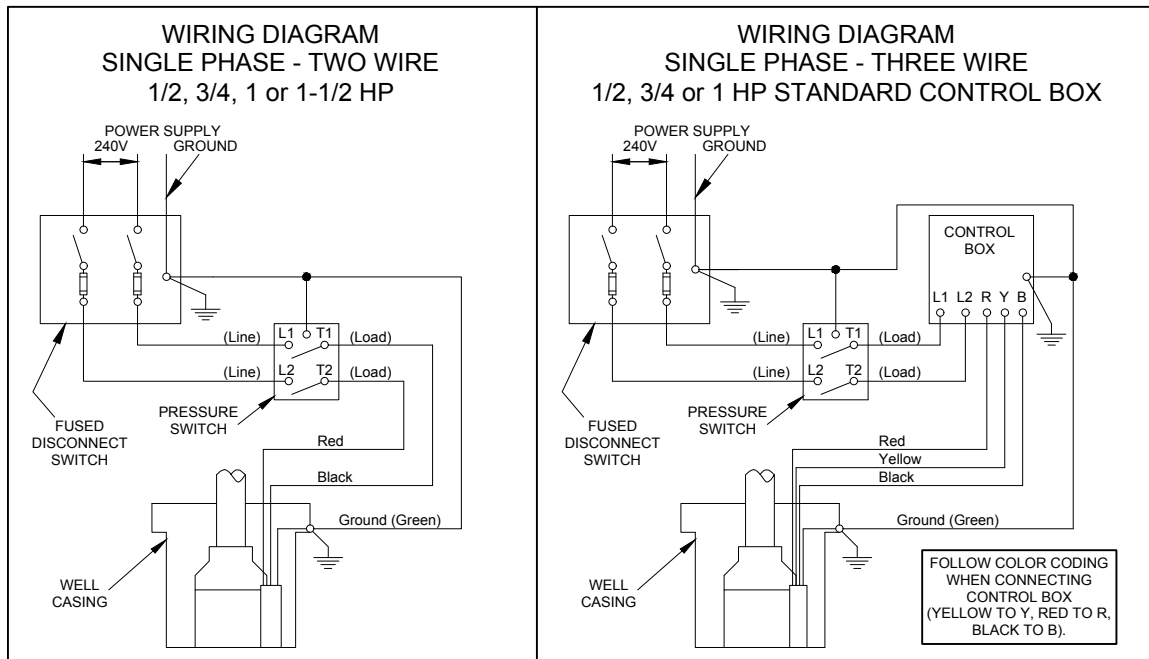 WIRING DIAGRAM
SINGLE PHASE - TWO WIRE
1/2, 3/4, 1 or 1-1/2 HP
POWER SUPPLY
240V
GROUND
(Line)
L1
T1
(Load)
(Line)
L2
T2
(Load)
PRESSURE
SWITCH
FUSED
DISCONNECT
SWITCH
Red
Black
Ground (Green)
WELL
CASING
WIRING DIAGRAM
SINGLE PHASE - THREE WIRE
1/2, 3/4 or 1 HP STANDARD CONTROL BOX
POWER SUPPLY
240V
GROUND
CONTROL
BOX
L1 L2 R Y B
(Line)
L1
T1
(Load)
(Line)
L2
T2
(Load)
PRESSURE
SWITCH
FUSED
DISCONNECT
SWITCH
Red
Yellow
Black
Ground (Green)
WELL
CASING
FOLLOW COLOR CODING
WHEN CONNECTING
CONTROL BOX
(YELLOW TO Y, RED TO R,
BLACK TO B).